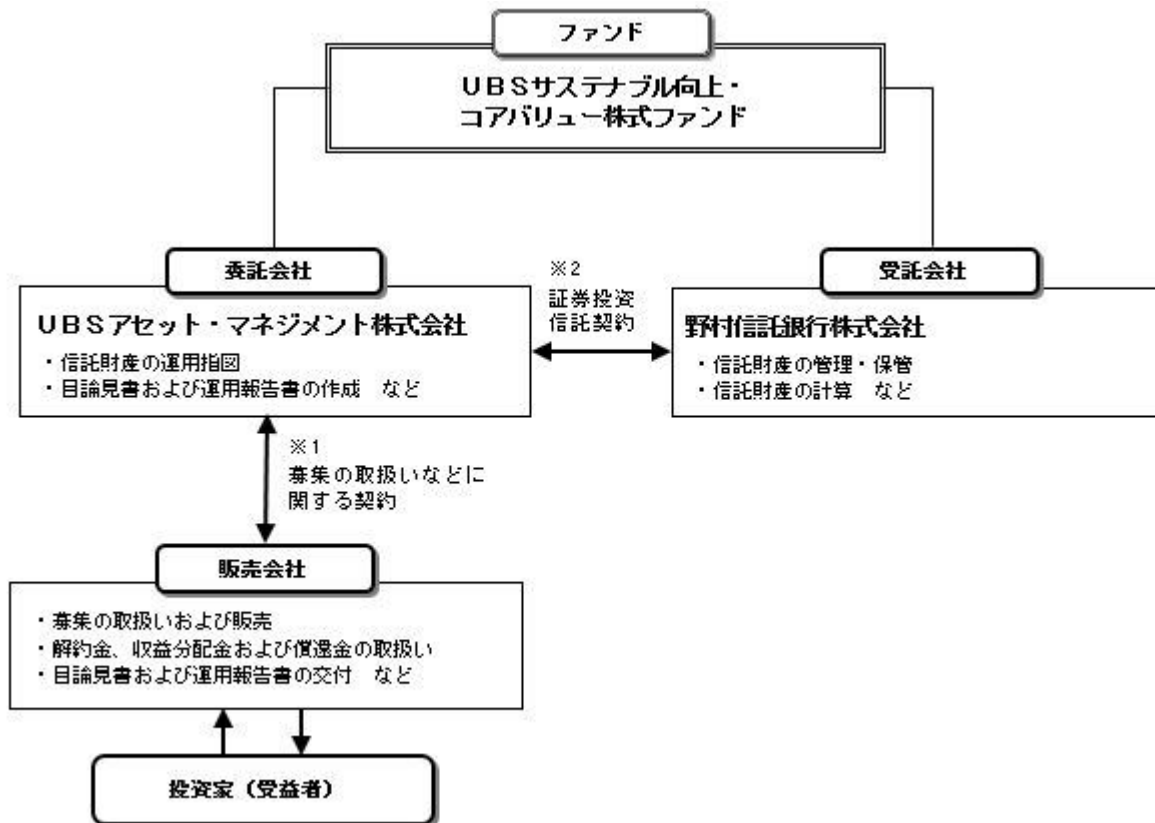 ファンド
UBSサステナブル向上・
コアバリュー株式ファンド
委託会社
UBSアセット・マネジメント株式会社
・信託財産の運用指図
・目論見書および運用報告書の作成　など
※2
証券投資
信託契約
受託会社
野村信託銀行株式会社
・信託財産の管理・保管
・信託財産の計算　など
※1
募集の取扱いなどに
関する契約
販売会社
・募集の取扱いおよび販売
・解約金、収益分配金および償還金の取扱い
・目論見書および運用報告書の交付　など
投資家（受益者）